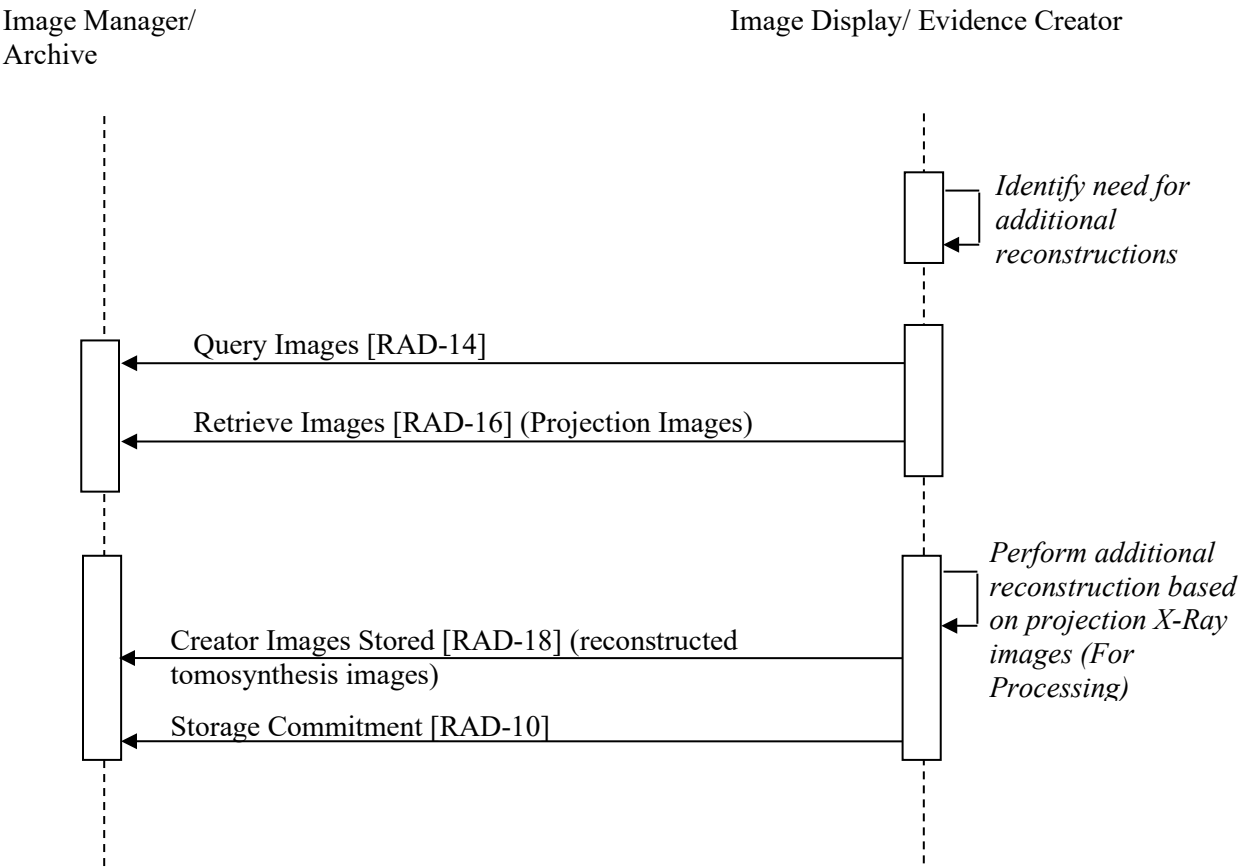 Image Manager/
Archive
Image Display/ Evidence Creator
Identify need for
additional
reconstructions
Query Images [RAD-14]
Retrieve Images [RAD-16] (Projection Images)
Perform additional
reconstruction based
on projection X-Ray
images (For
Processing)
Creator Images Stored [RAD-18] (reconstructed
tomosynthesis images)
Storage Commitment [RAD-10]